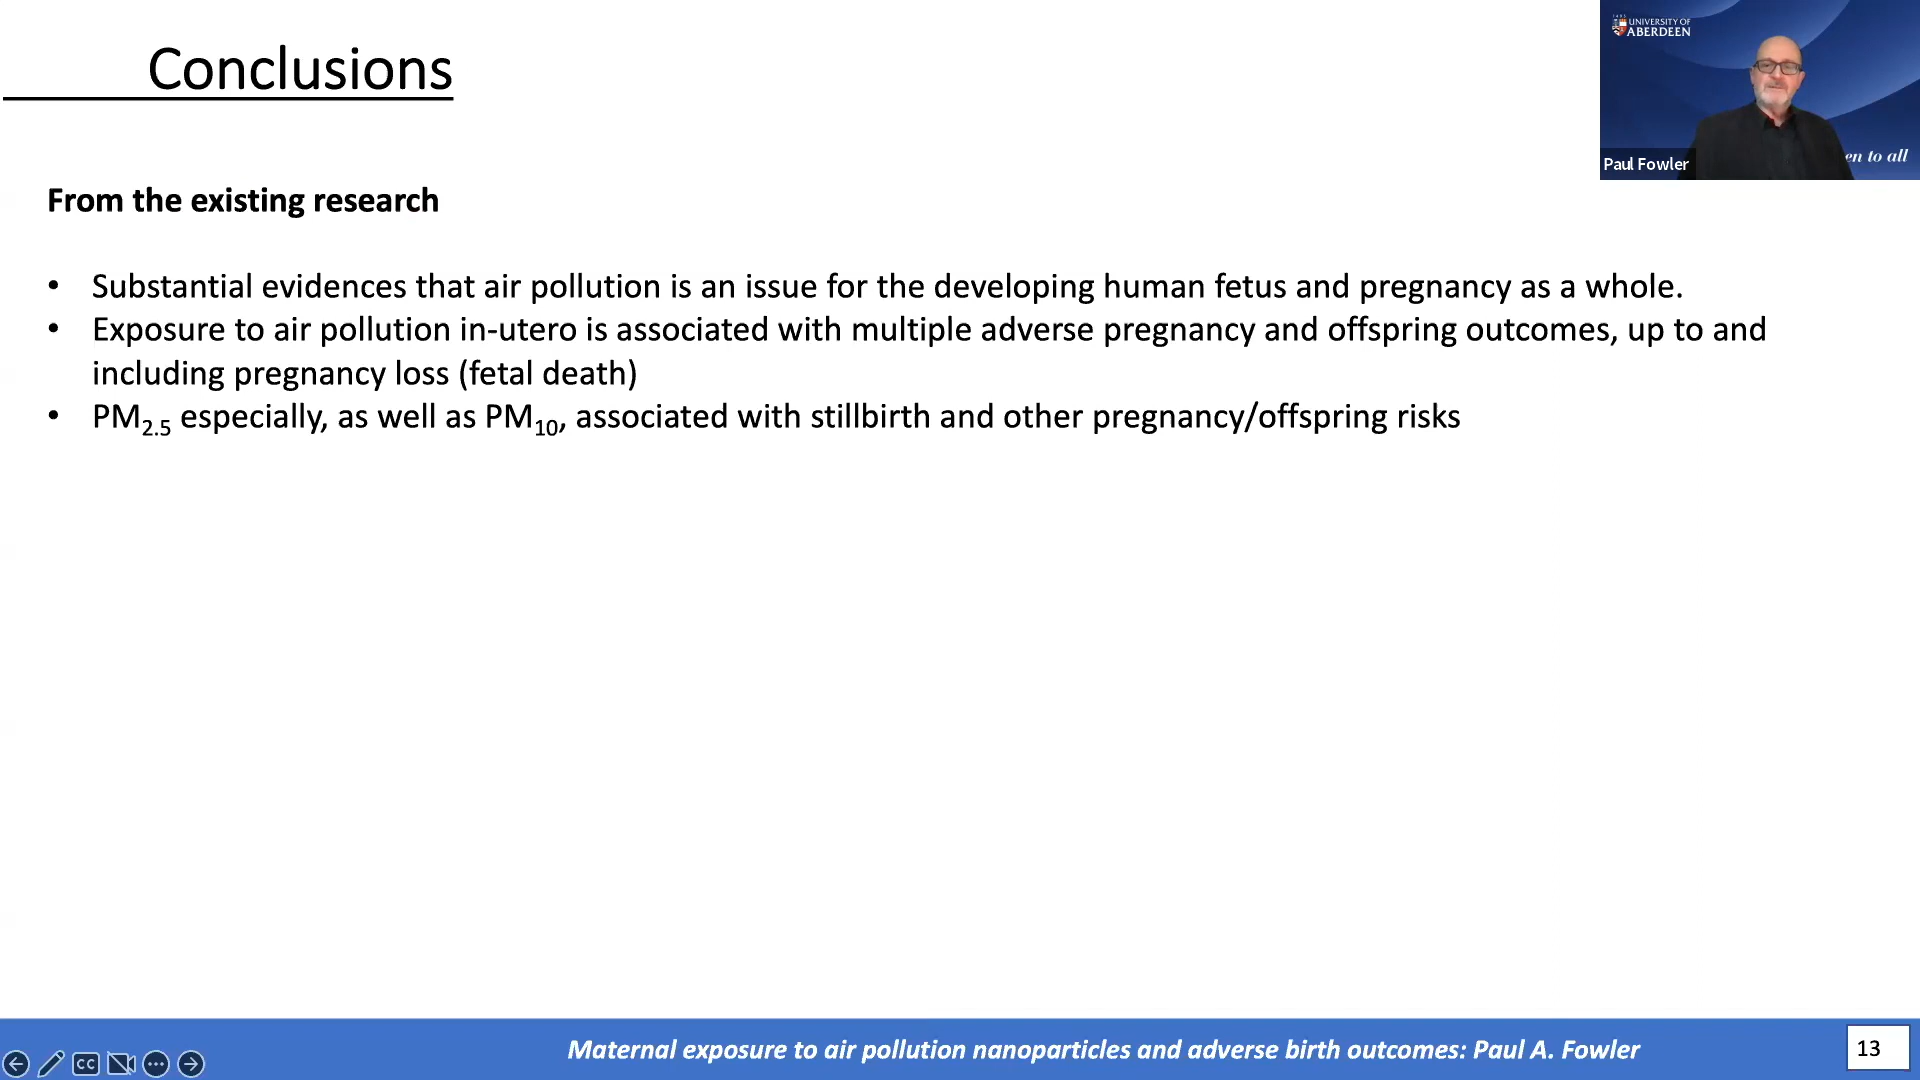 Conclusions
UNIVERSITY OF
ABERDEEN
en to all
Paul Fowler
From the existing research
• Substantial evidences that air pollution is an issue for the developing human fetus and pregnancy as a whole.
• Exposure to air pollution in-utero is associated with multiple adverse pregnancy and offspring outcomes, up to and
including pregnancy loss (fetal death)
• PM2.5 especially, as well as PM10, associated with stillbirth and other pregnancy/offspring risks
CC
Maternal exposure to air pollution nanoparticles and adverse birth outcomes: Paul A. Fowler
13